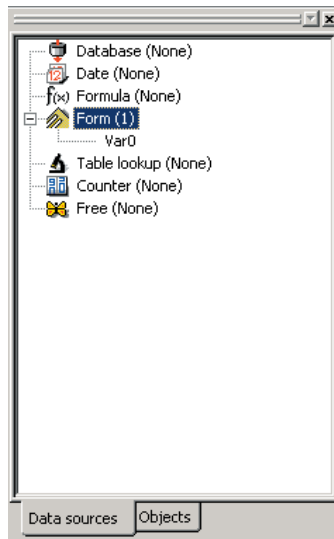 Database (None)
Date (None)
f(x) Formula (None)
Form (1)
Var0
Table lookup (None)
Counter (None)
Free (None)
Data sources Objects